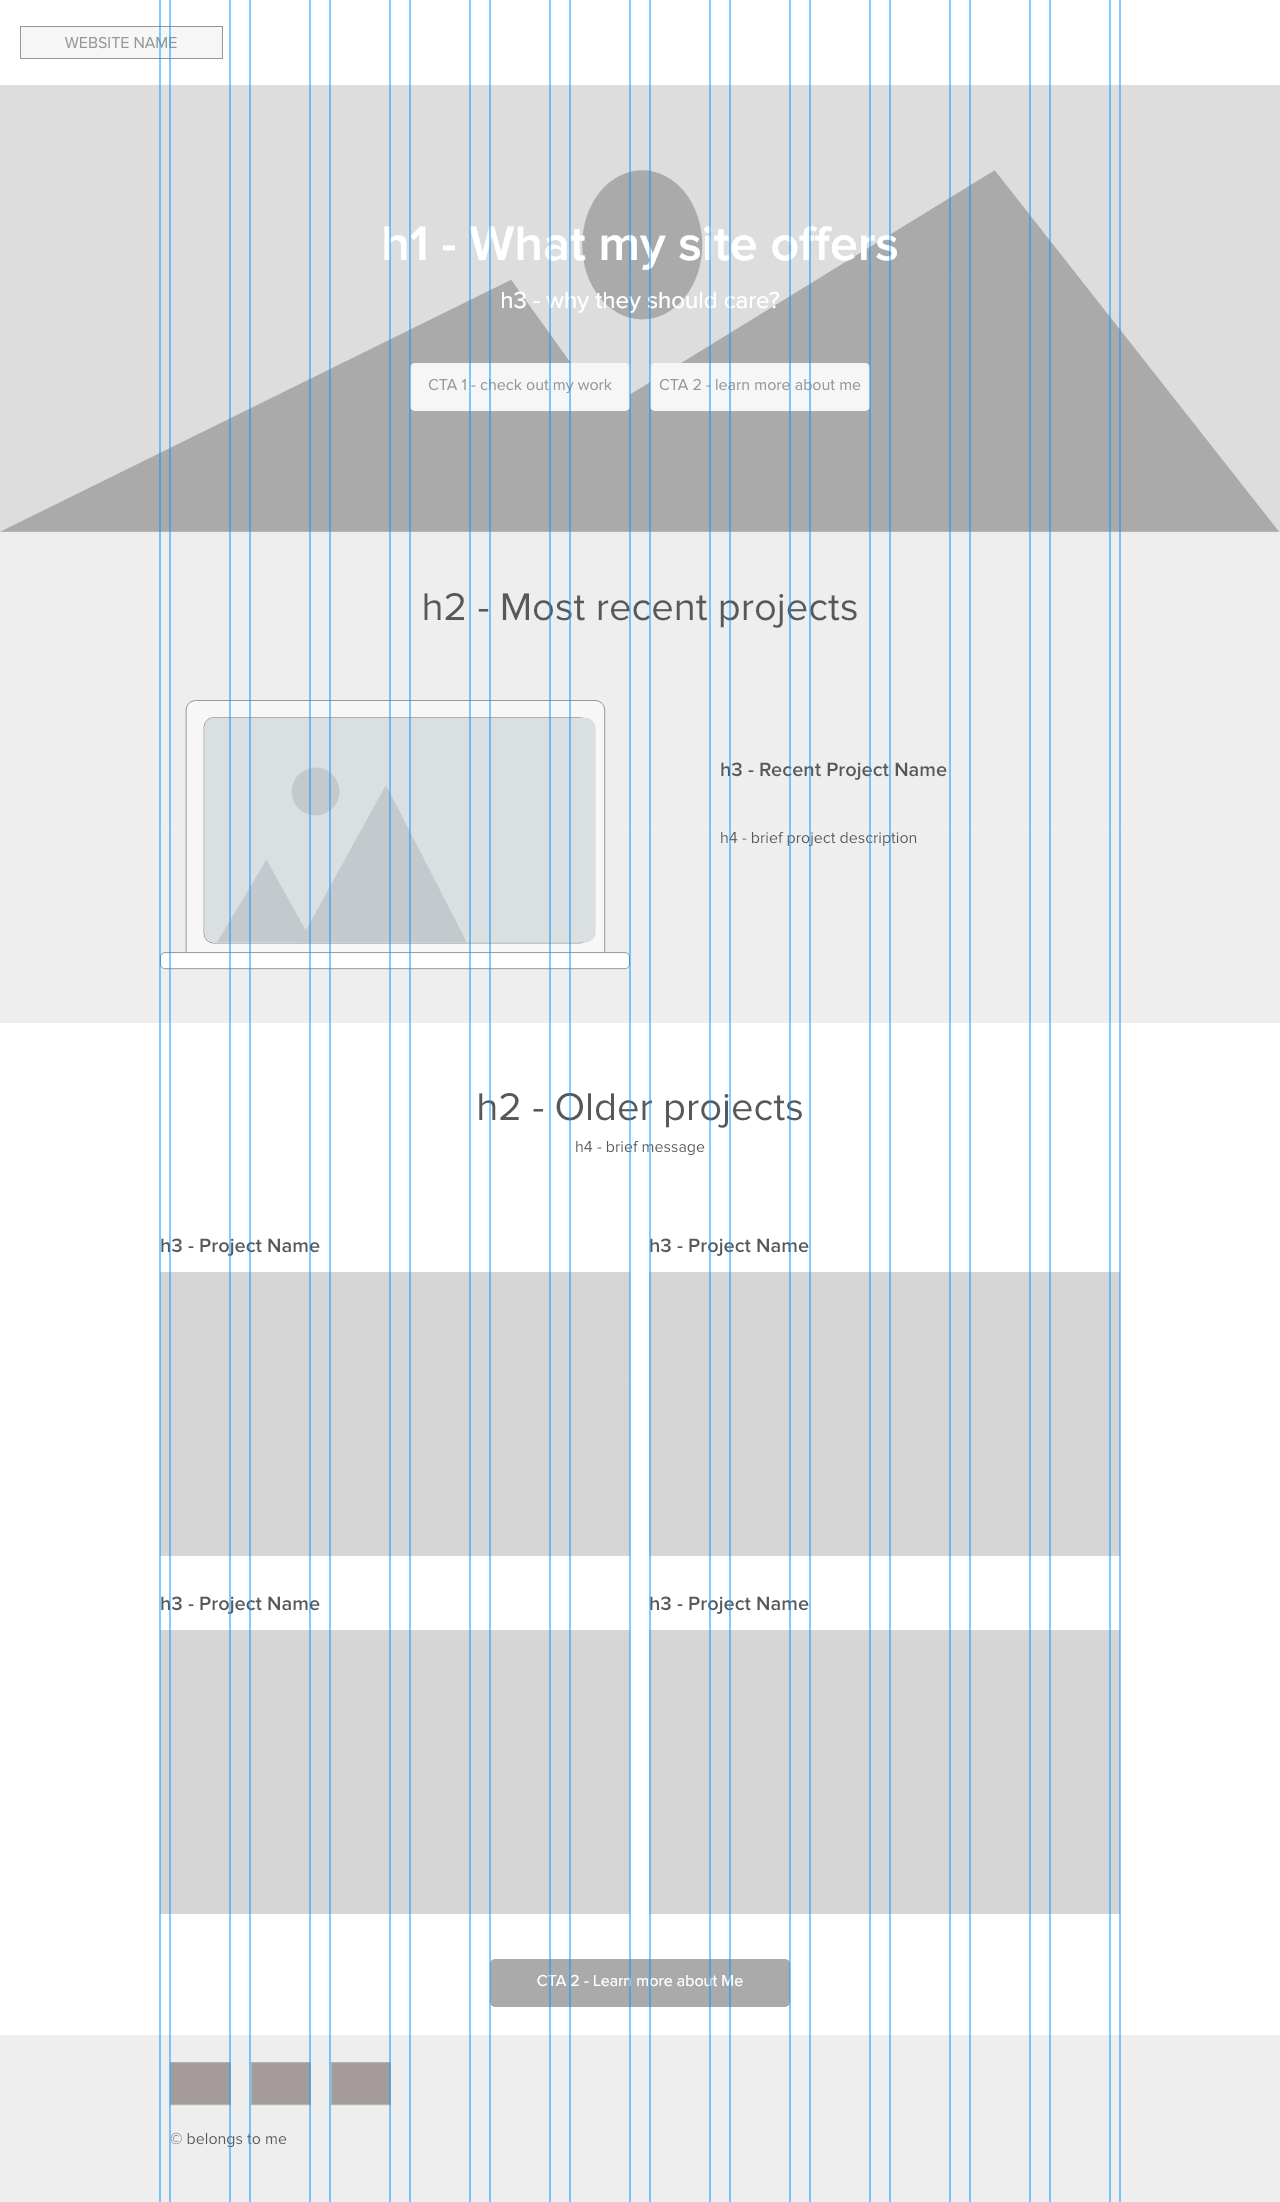 WEBSITE NAME
h1 - What my site offers
h3 - why they should care?
CTA 1 - check out my work
CTA 2 - learn more about me
h2 - Most recent projects
h3 - Recent Project Name
h4 - brief project description
h2 - Older projects
h4 - brief message
h3 - Project Name
h3 - Project Name
h3 - Project Name
h3 - Project Name
CTA 2 - Learn more about Me
© belongs to me